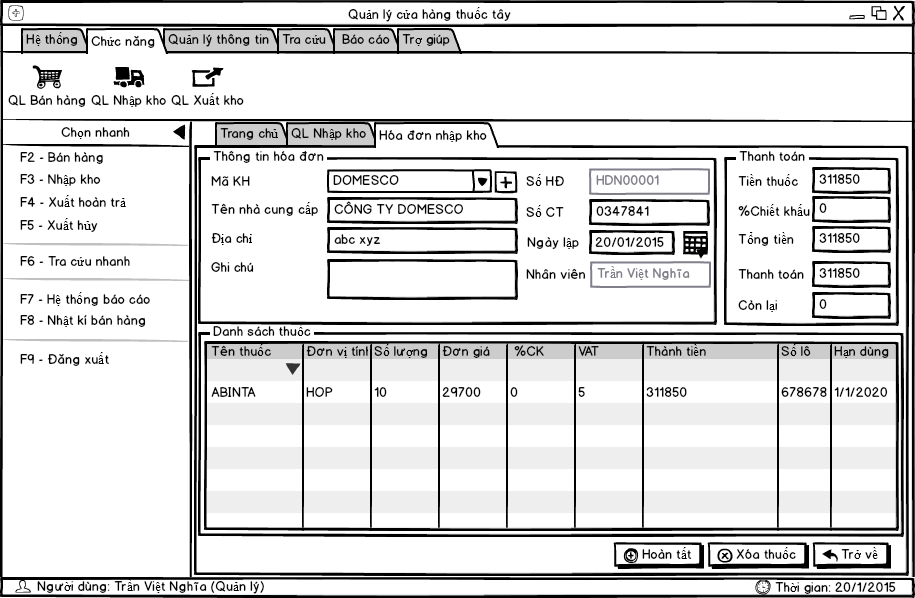 Quản lý cửa hàng thuốc tây
Hệ thống Chức năng Quản lý thông tin Tra cứu Báo cáo Trợ giúp
QL Bán hàng QL Nhập kho QL Xuất kho
Chọn nhanh
F2 - Bán hàng
F3 - Nhập kho
F4 - Xuất hoàn trả
F5 - Xuất hủy
F6 - Tra cứu nhanh
F7 - Hệ thống báo cáo
F8 - Nhật kí bán hàng
F9 - Đăng xuất
Trang chủ QL Nhập kho Hóa đơn nhập kho
Thông tin hóa đơn
Mã KH DOMESCO Số HĐ HDN00001
Tên nhà cung cấp CÔNG TY DOMESCO Số CT 0347841
Địa chỉ abc xyz Ngày lập 20/01/2015
Ghi chú Nhân viên Trần Việt Nghĩa
Thanh toán
Tiền thuốc 311850
%Chiết khấu 0
Tổng tiền 311850
Thanh toán 311850
Còn lại 0
Danh sách thuốc
Tên thuốc Đơn vị tính Số lượng Đơn giá %CK VAT Thành tiền Số lô Hạn dùng
ABINTA HOP 10 29700 0 5 311850 678678 1/1/2020
Hoàn tất Xóa thuốc Trở về
Người dùng: Trần Việt Nghĩa (Quản lý) Thời gian: 20/1/2015